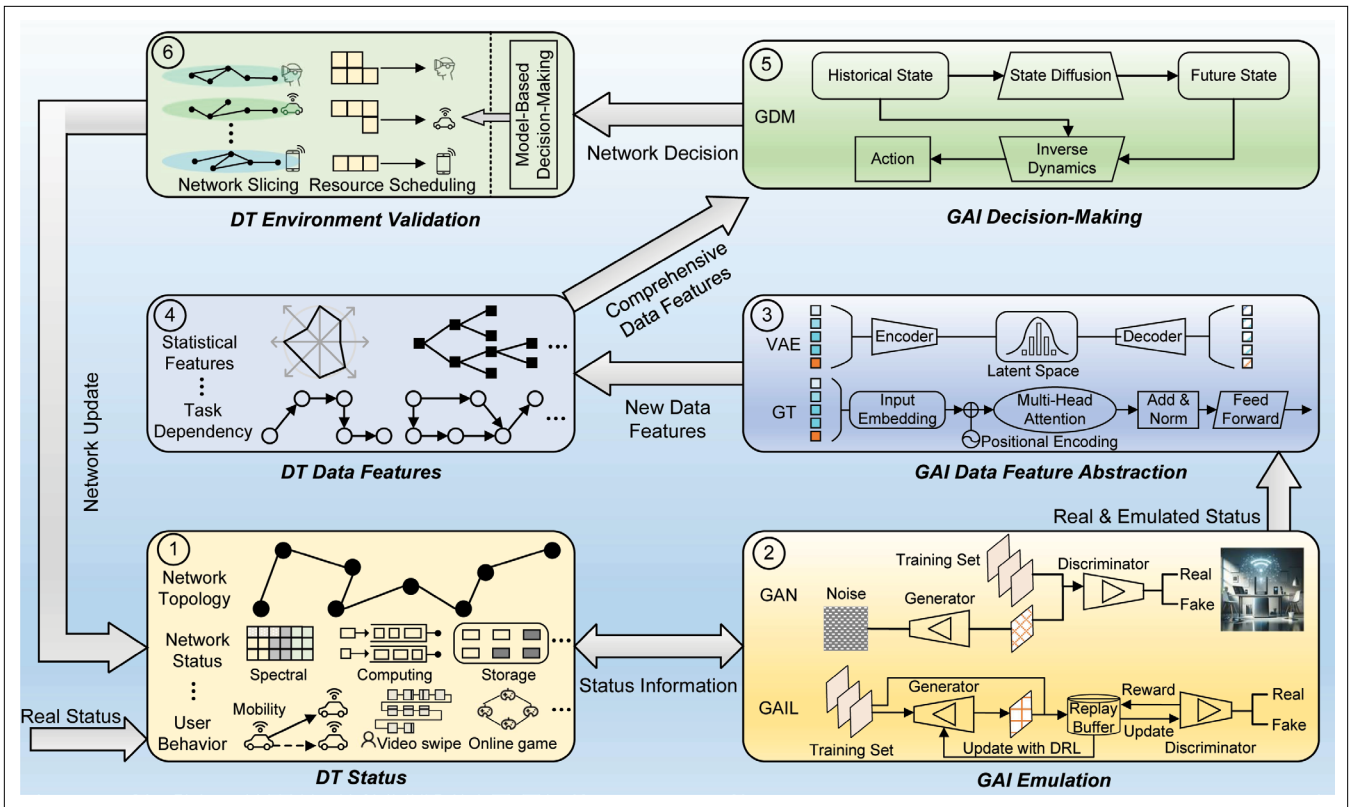 6
Network Slicing
Resource Scheduling
Model-Based
Decision-Making
DT Environment Validation
Network Decision
5
GDM
Historical State
State Diffusion
Future State
Action
Inverse
Dynamics
GAI Decision-Making
Comprehensive
Data Features
Network Update
4
Statistical
Features
Task
Dependency
DT Data Features
New Data
Features
3
VAE
Encoder
Latent Space
Decoder
GT
Input
Embedding
Multi-Head
Attention
Positional Encoding
Add &
Norm
Feed
Forward
GAI Data Feature Abstraction
Real & Emulated Status
1
Network
Topology
Network
Status
Spectral
Computing
Storage
User
Behavior
Mobility
Video swipe
Online game
DT Status
Real Status
Status Information
2
GAN
Noise
Generator
Training Set
Discriminator
Real
Fake
GAIL
Training Set
Generator
Update with DRL
Replay
Buffer
Reward
Update
Discriminator
Real
Fake
GAI Emulation